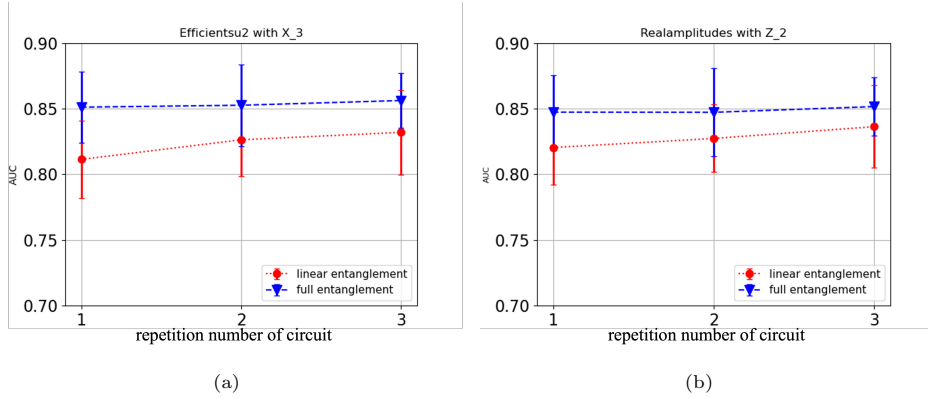 Efficientsu2 with X_3
0.90
0.85
0.80
0.75
0.70
AUC
linear entanglement
full entanglement
1 2 3
repetition number of circuit
(a)
Realamplitudes with Z_2
0.90
0.85
0.80
0.75
0.70
AUC
linear entanglement
full entanglement
1 2 3
repetition number of circuit
(b)